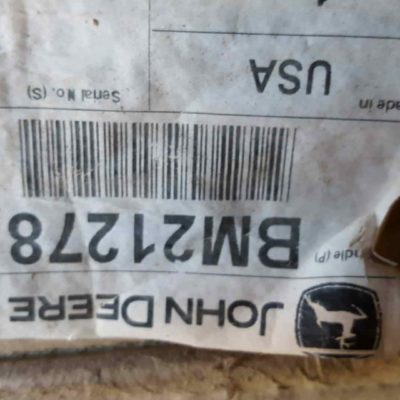 JOHN DEERE
BM21278
Serial No. (S)
USA